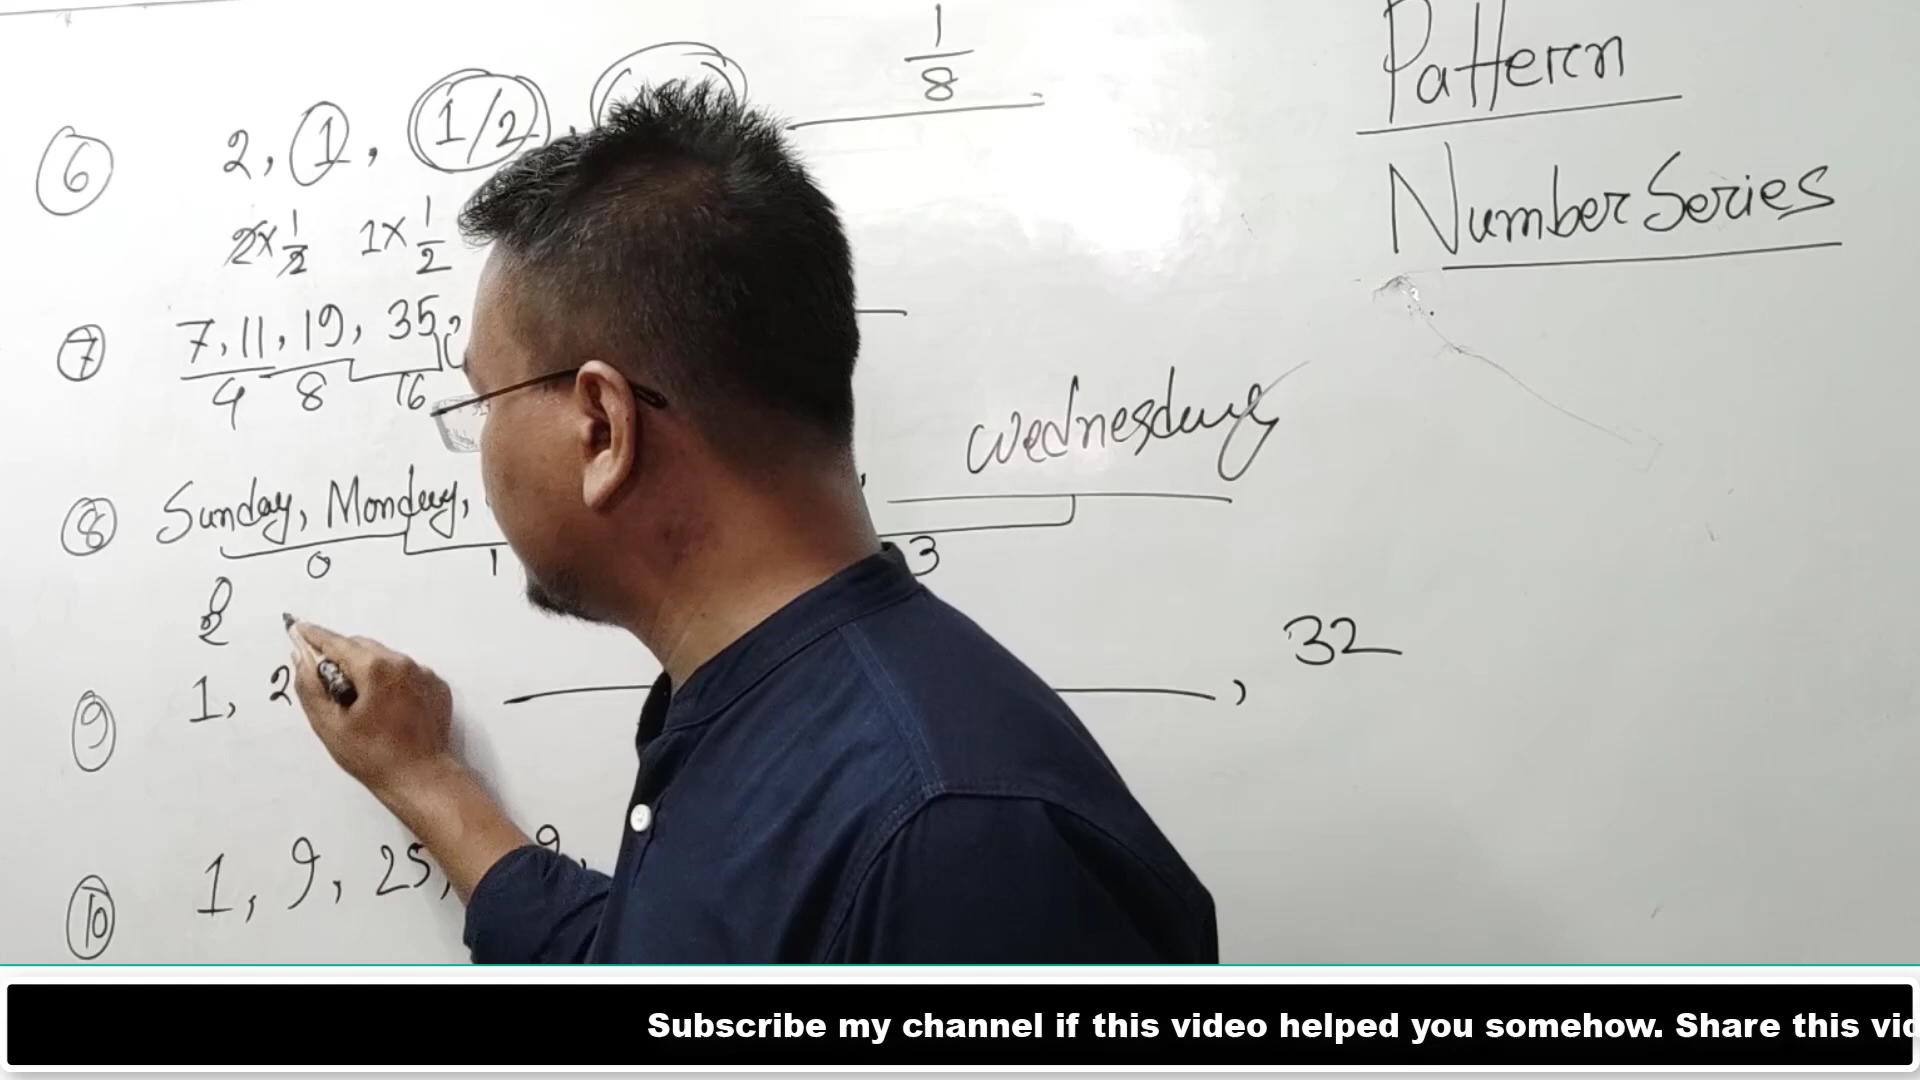 Pattern
Number Series
6 2, 1, 1/2, 1/8
2×1/2 1×1/2
7 7, 11, 19, 35,
4 8 16
8 Sunday, Monday, Wednesday
0 1 3
9 1, 2 , 32
10 1, 9, 25, 9,
Subscribe my channel if this video helped you somehow. Share this vid